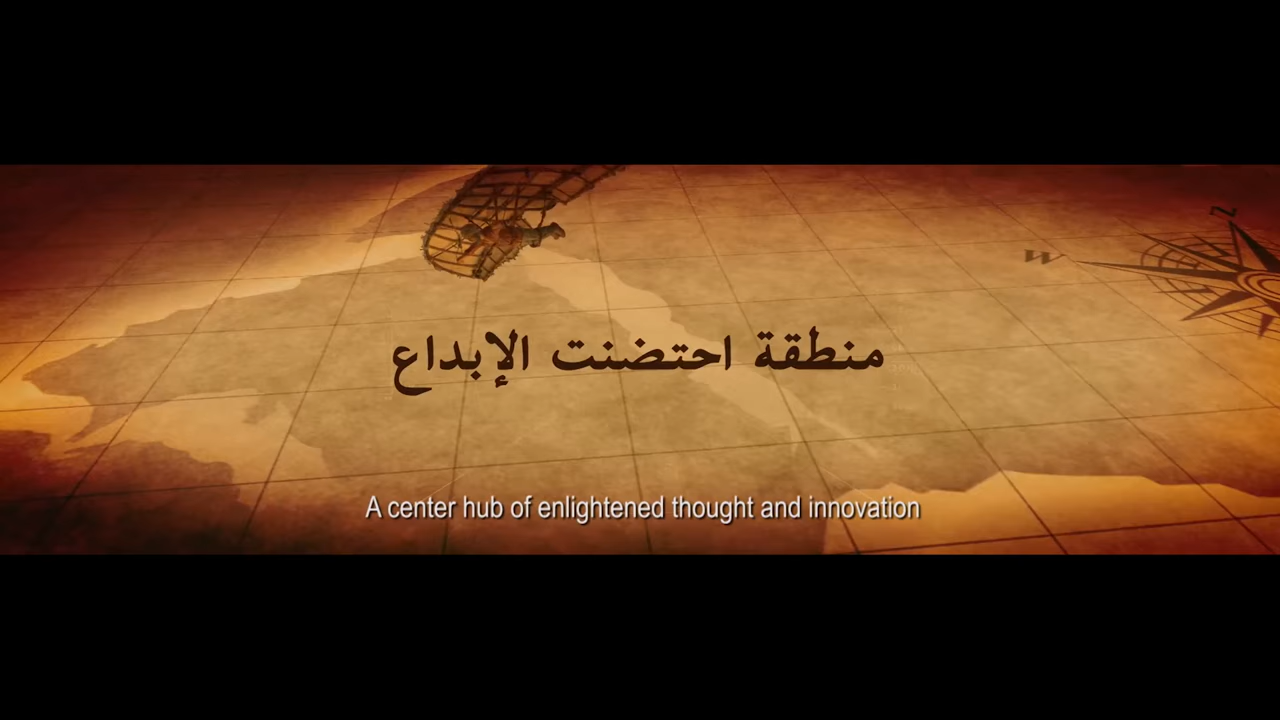 N
W
منطقة احتضنت الإبداع
A center hub of enlightened thought and innovation